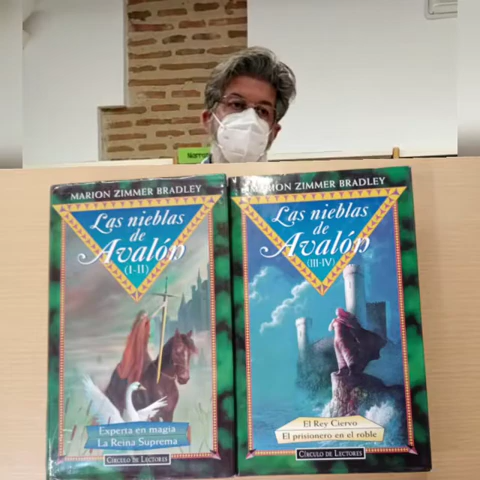 Narra
MARION ZIMMER BRADLEY
Las nieblas
de
Avalón
(I-II)
Experta en magia
La Reina Suprema
CÍRCULO DE LECTORES
MARION ZIMMER BRADLEY
Las nieblas
de
Avalón
(III-IV)
El Rey Ciervo
El prisionero en el roble
CÍRCULO DE LECTORES